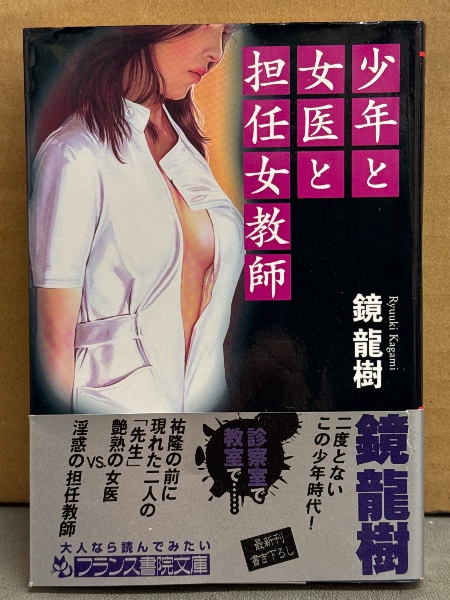 少年と
女医と
担任女教師
鏡 龍樹
Ryuuki Kagami
鏡 龍樹
二度とない
この少年時代！
診察室で
教室で………
祐隆の前に
現れた二人の
「先生」
艶熟の女医
VS.
淫惑の担任教師
最新刊
書き下ろし
大人なら読んでみたい
フランス書院文庫